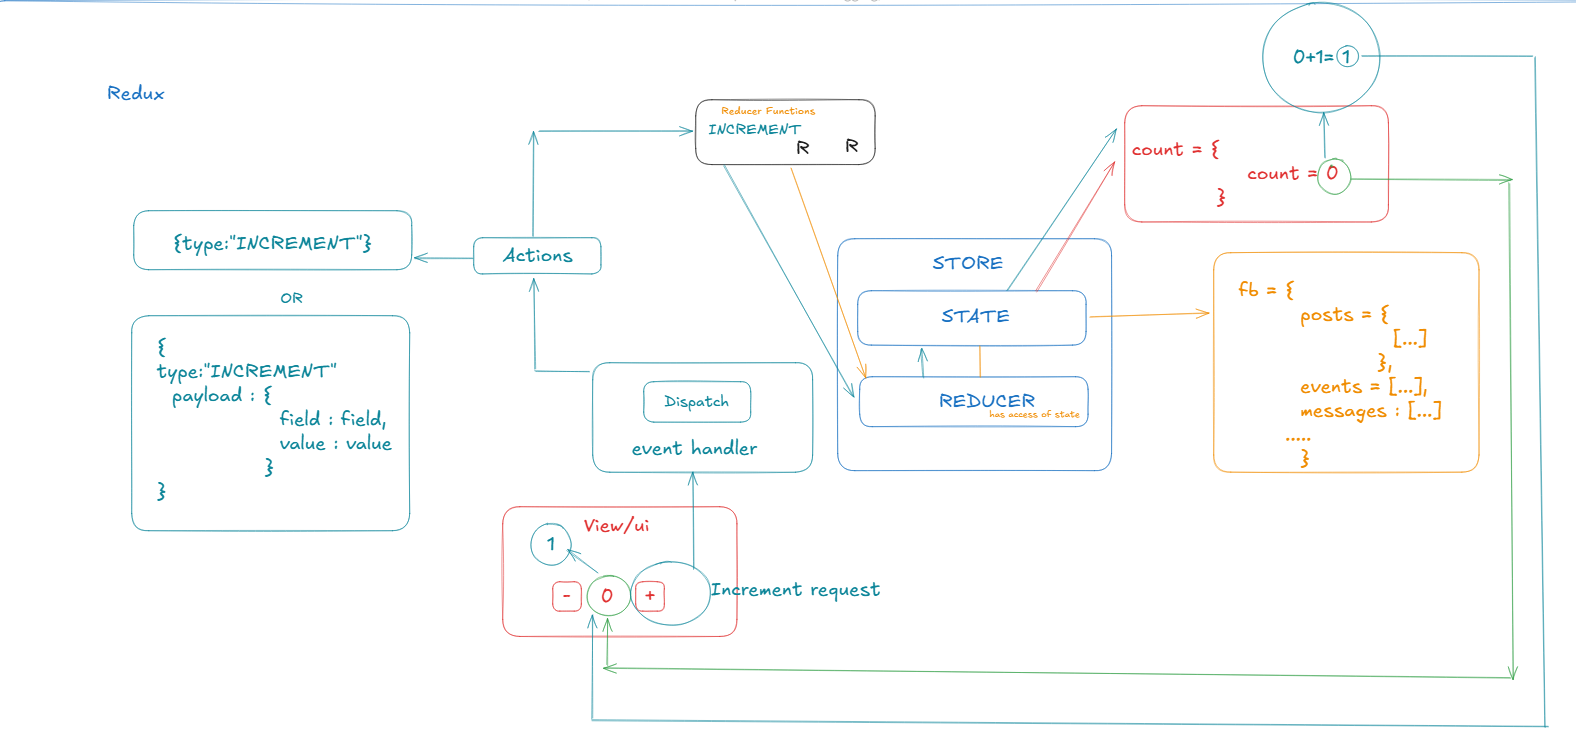 Redux
{type:"INCREMENT"}
OR
{
type:"INCREMENT"
payload : {
field : field,
value : value
}
}
Actions
Reducer Functions
INCREMENT
R R
Dispatch
event handler
View/ui
1
- 0 +
Increment request
STORE
STATE
REDUCER
has access of state
0+1= 1
count = {
count = 0
}
fb = {
posts = {
[...]
},
events = [...],
messages : [...]
.....
}